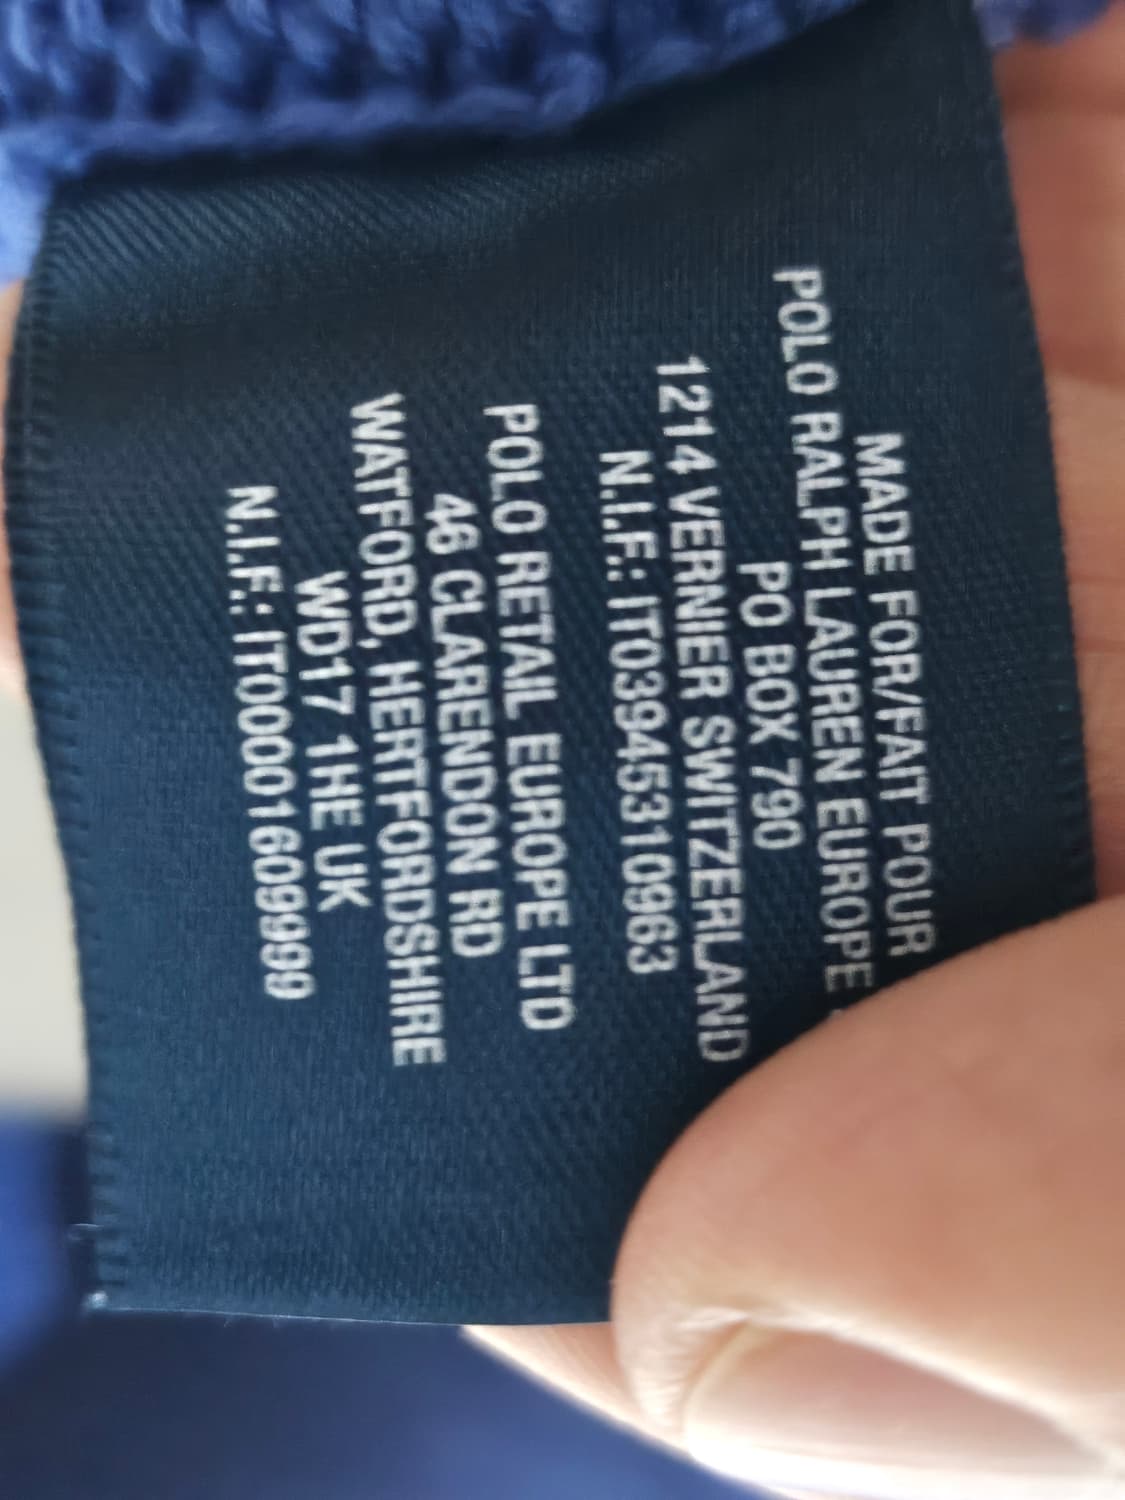 MADE FOR/FAIT POUR
POLO RALPH LAUREN EUROPE
PO BOX 790
1214 VERNIER SWITZERLAND
N.I.F.: IT03945310963
POLO RETAIL EUROPE LTD
46 CLARENDON RD
WATFORD, HERTFORDSHIRE
WD17 1HE UK
N.I.F.: IT00001609999